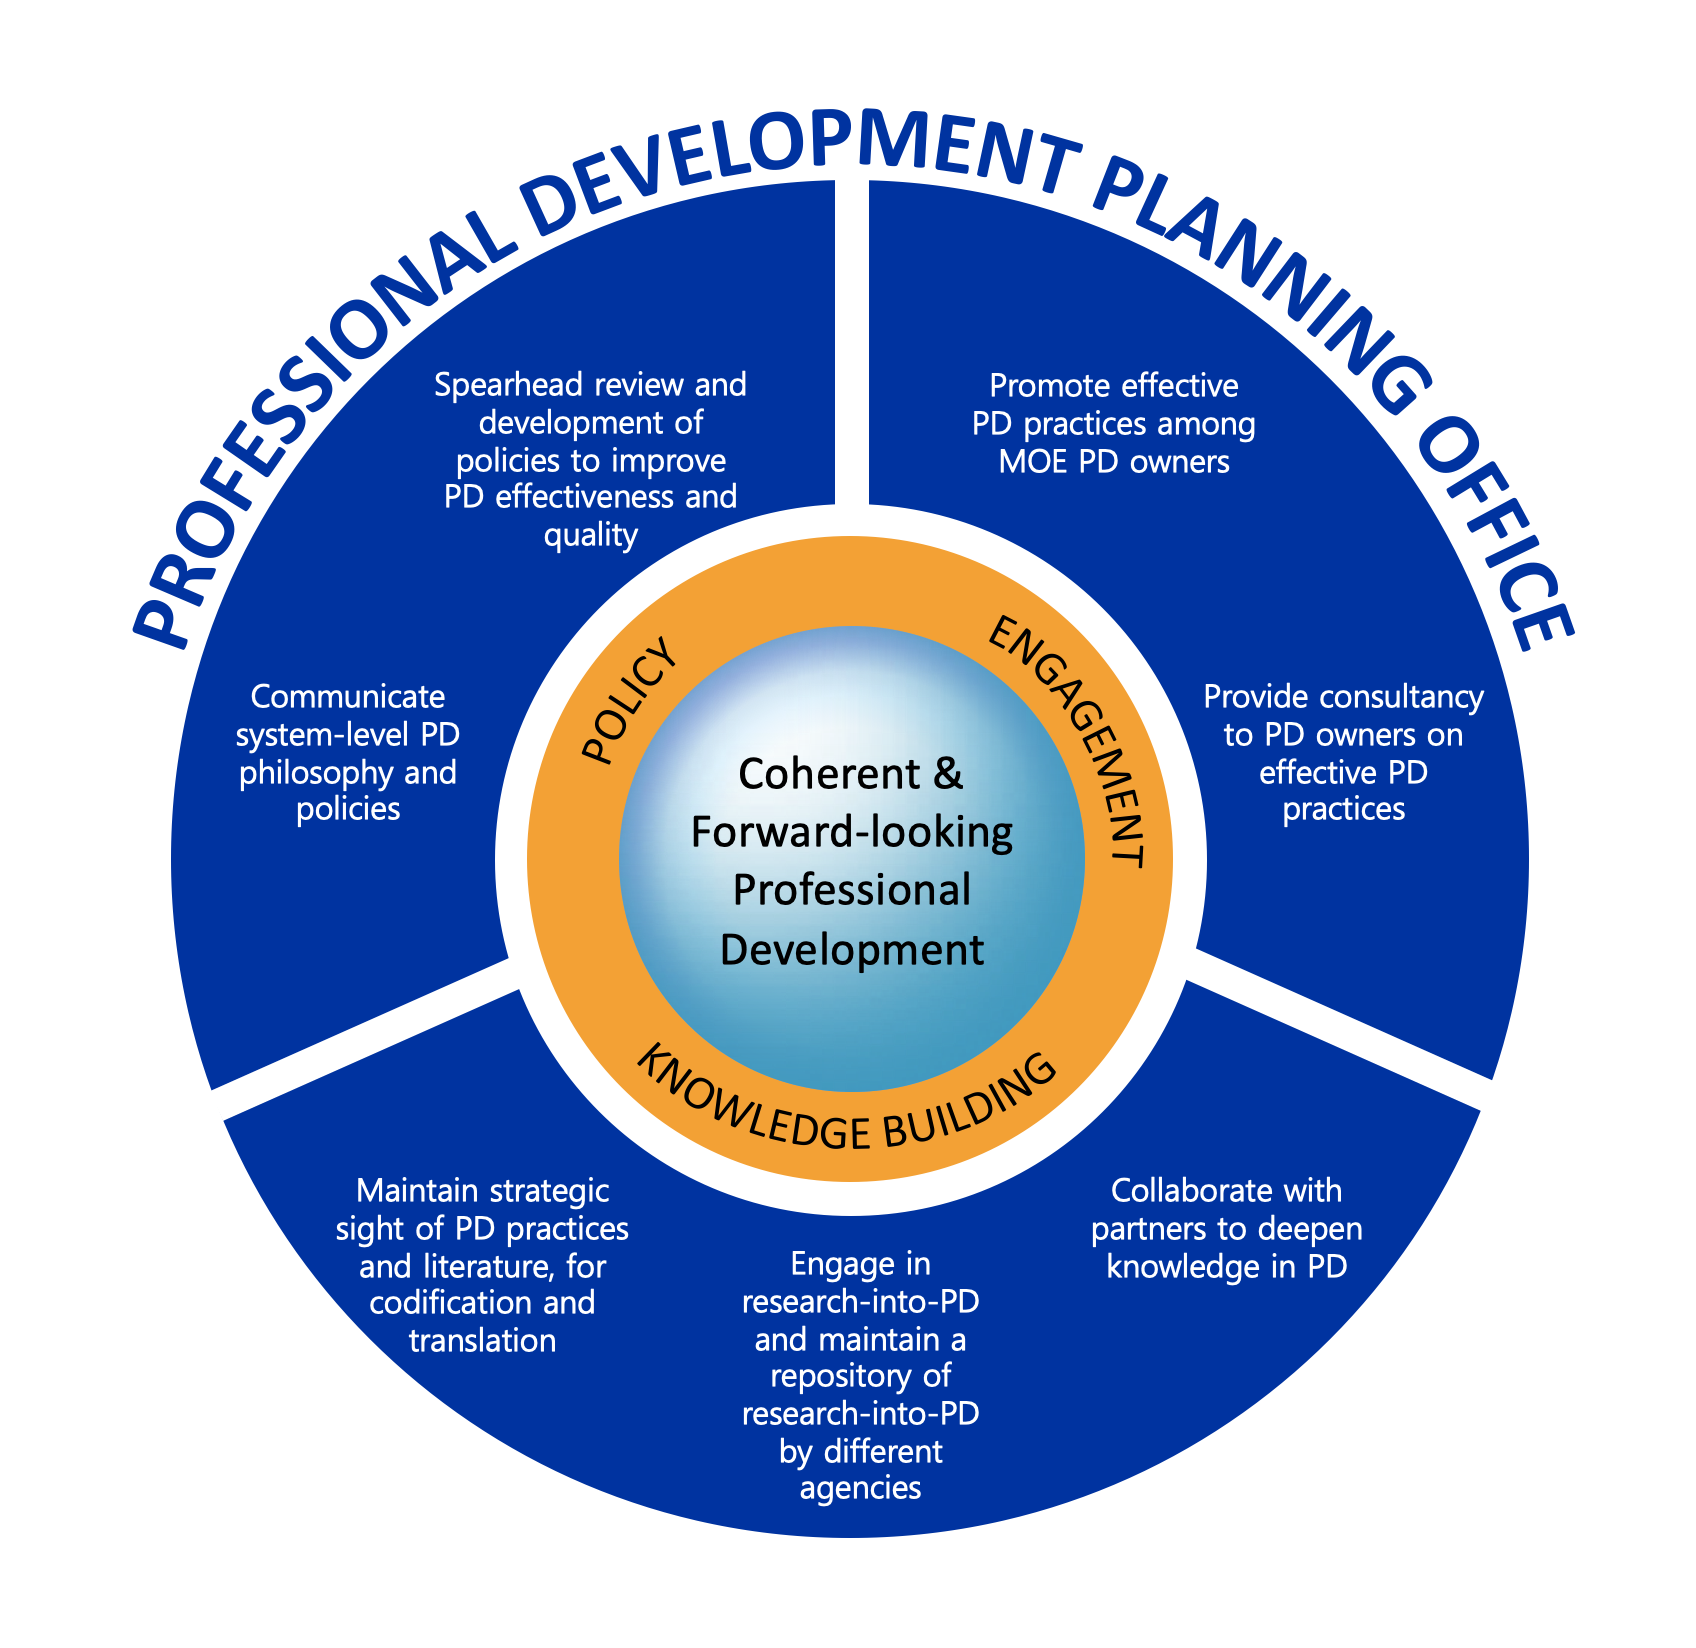 PROFESSIONAL DEVELOPMENT PLANNING OFFICE
Spearhead review and
development of
policies to improve
PD effectiveness and
quality
Promote effective
PD practices among
MOE PD owners
Communicate
system-level PD
philosophy and
policies
Provide consultancy
to PD owners on
effective PD
practices
POLICY
ENGAGEMENT
Coherent &
Forward-looking
Professional
Development
KNOWLEDGE BUILDING
Maintain strategic
sight of PD practices
and literature, for
codification and
translation
Engage in
research-into-PD
and maintain a
repository of
research-into-PD
by different
agencies
Collaborate with
partners to deepen
knowledge in PD